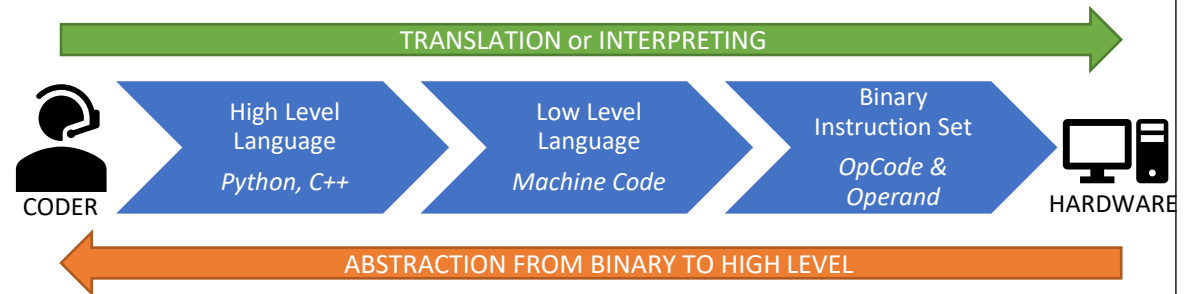 TRANSLATION or INTERPRETING
High Level
Language
Python, C++
Low Level
Language
Machine Code
Binary
Instruction Set
OpCode &
Operand
CODER
HARDWARE
ABSTRACTION FROM BINARY TO HIGH LEVEL